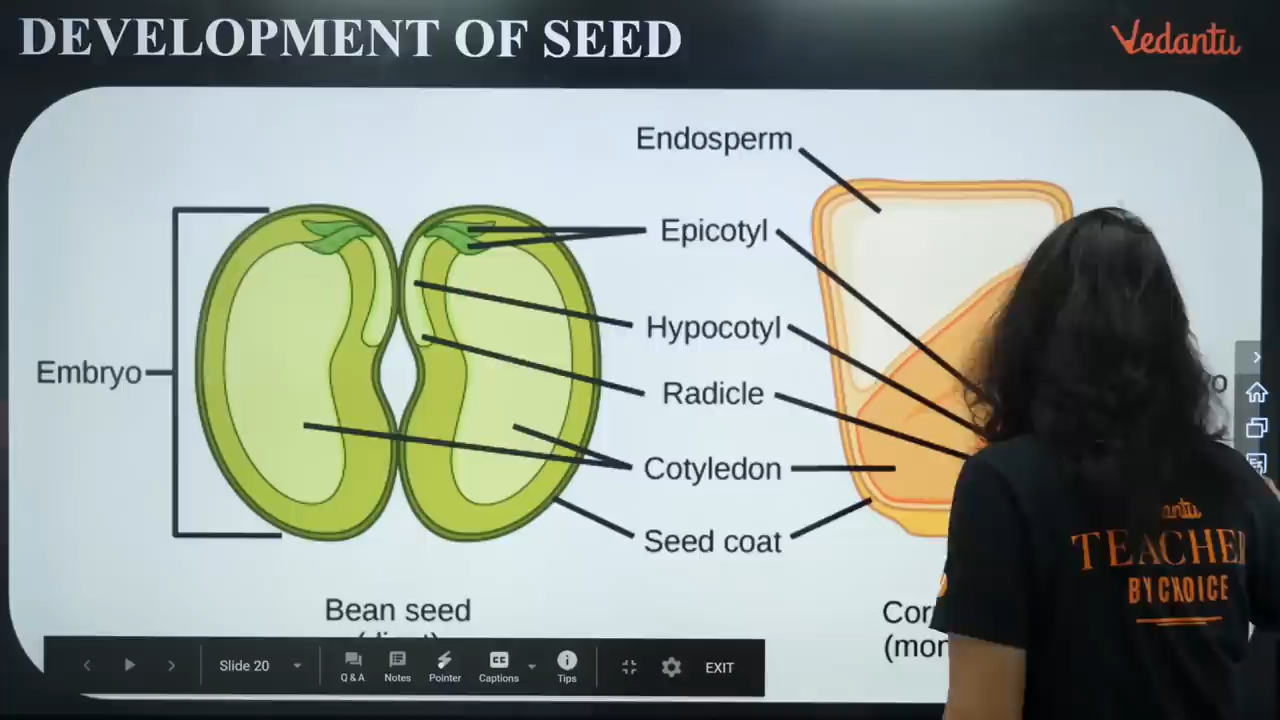 DEVELOPMENT OF SEED
Vedantu
Endosperm
Epicotyl
Hypocotyl
Embryo
Radicle
Cotyledon
Seed coat
Bean seed
Slide 20
Q & A
Notes
Pointer
Captions
CC
Tips
EXIT
TEACHER
BY CHOICE